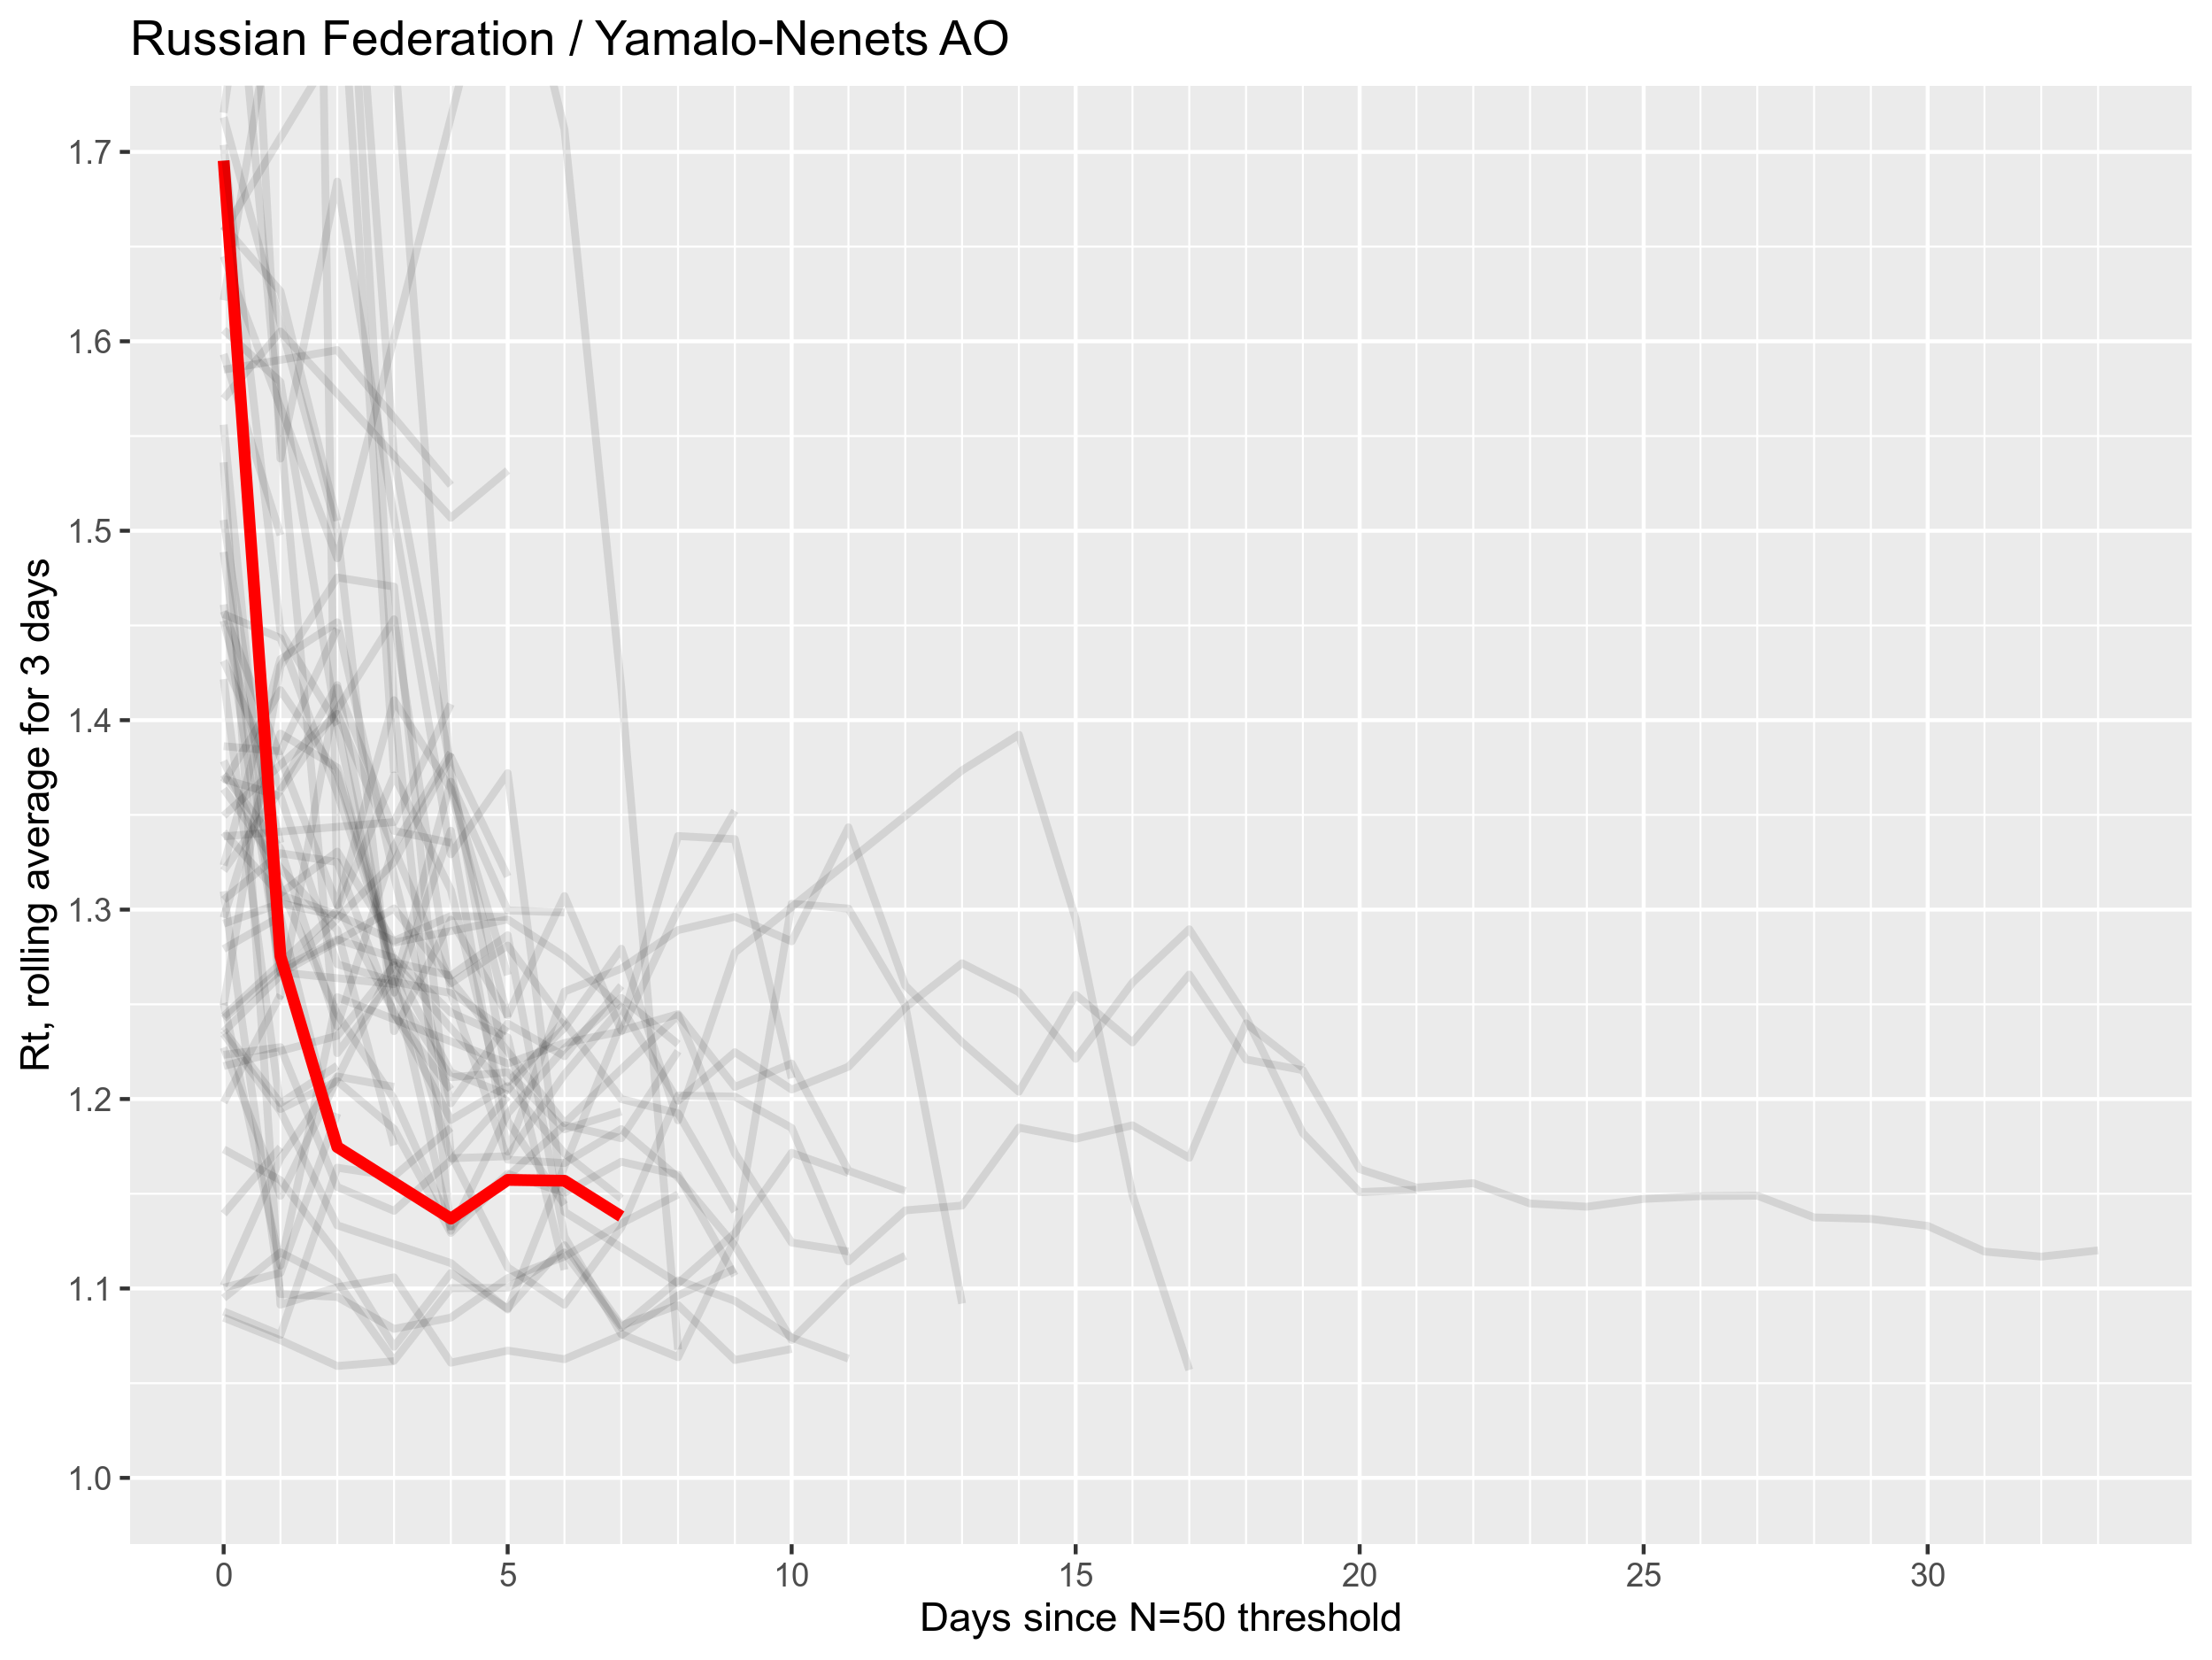 Russian Federation / Yamalo-Nenets AO
Rt, rolling average for 3 days
1.7
1.6
1.5
1.4
1.3
1.2
1.1
1.0
0 5 10 15 20 25 30
Days since N=50 threshold